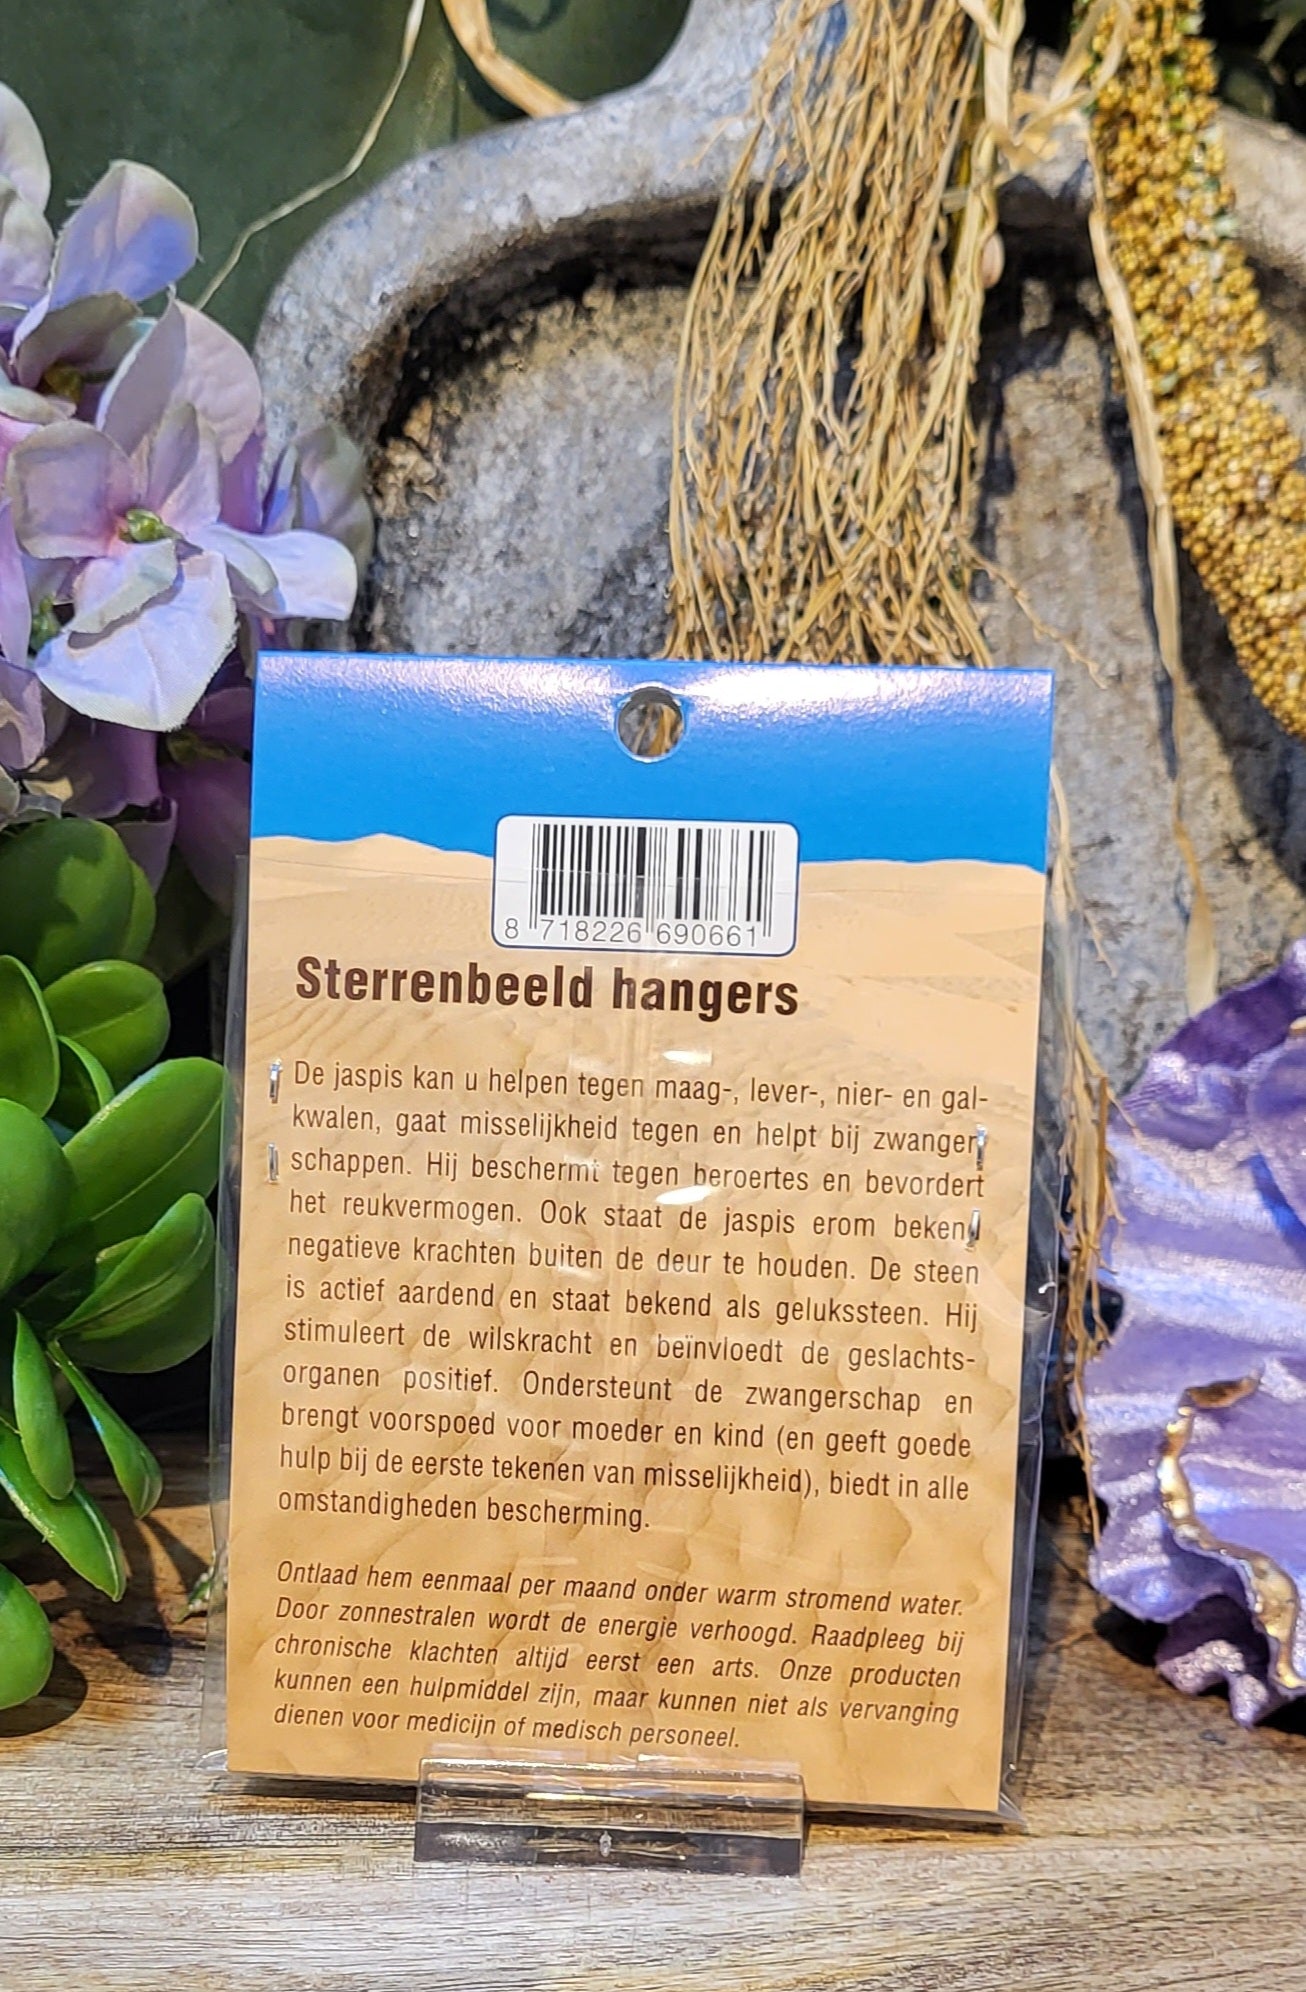 8 718226 690661
Sterrenbeeld hangers
De jaspis kan u helpen tegen maag-, lever-, nier- en gal-
kwalen, gaat misselijkheid tegen en helpt bij zwanger
schappen. Hij beschermt tegen beroertes en bevordert
het reukvermogen. Ook staat de jaspis erom bekend
negatieve krachten buiten de deur te houden. De steen
is actief aardend en staat bekend als gelukssteen. Hij
stimuleert de wilskracht en beïnvloedt de geslachts-
organen positief. Ondersteunt de zwangerschap en
brengt voorspoed voor moeder en kind (en geeft goede
hulp bij de eerste tekenen van misselijkheid), biedt in alle
omstandigheden bescherming.
Ontlaad hem eenmaal per maand onder warm stromend water.
Door zonnestralen wordt de energie verhoogd. Raadpleeg bij
chronische klachten altijd eerst een arts. Onze producten
kunnen een hulpmiddel zijn, maar kunnen niet als vervanging
dienen voor medicijn of medisch personeel.